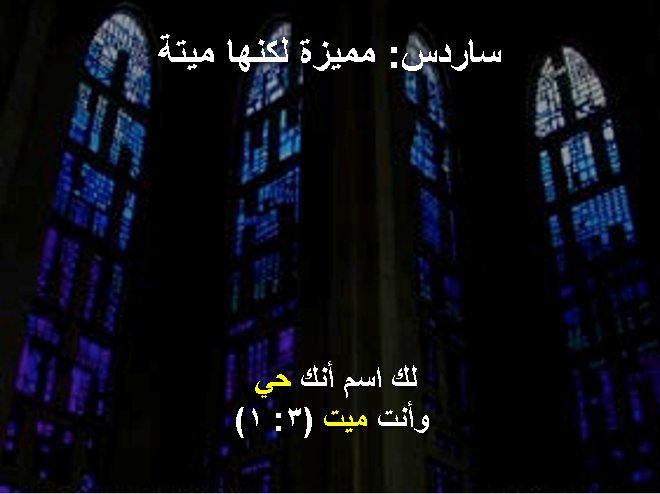 ساردس: مميزة لكنها ميتة
لك اسم أنك حي
وأنت ميت (٣: ١)